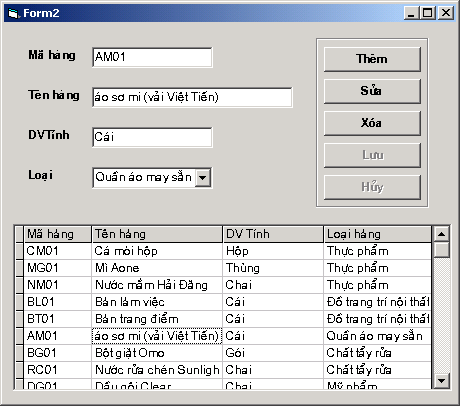 Form2
Mã hàng AM01 Thêm
Tên hàng áo sơ mi (vải Việt Tiến) Sửa
DVTính Cái Xóa
Loại Quần áo may sẵn Lưu
Hủy
Mã hàng Tên hàng DV Tính Loại hàng
CM01 Cá mòi hộp Hộp Thực phẩm
MG01 Mì Aone Thùng Thực phẩm
NM01 Nước mắm Hải Đăng Chai Thực phẩm
BL01 Bàn làm việc Cái Đồ trang trí nội thất
BT01 Bàn trang điểm Cái Đồ trang trí nội thất
AM01 áo sơ mi (vải Việt Tiến) Cái Quần áo may sẵn
BG01 Bột giặt Omo Gói Chất tẩy rửa
RC01 Nước rửa chén Sunligh Chai Chất tẩy rửa
DG01 Dầu gội Clear Chai Mỹ phẩm